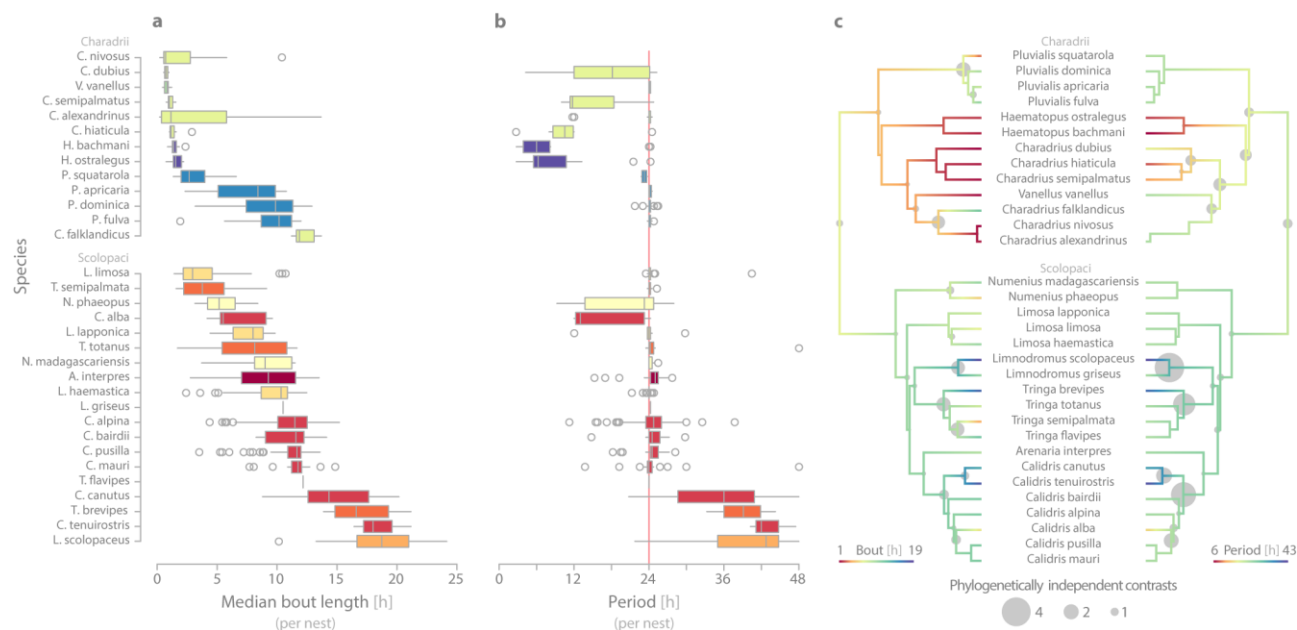 a
b
c
Species
Charadrii
C. nivosus
C. dubius
V. vanellus
C. semipalmatus
C. alexandrinus
C. hiaticula
H. bachmani
H. ostralegus
P. squatarola
P. apricaria
P. dominica
P. fulva
C. falklandicus
Scolopaci
L. limosa
T. semipalmata
N. phaeopus
C. alba
L. lapponica
T. totanus
N. madagascariensis
A. interpres
L. haemastica
L. griseus
C. alpina
C. bairdii
C. pusilla
C. mauri
T. flavipes
C. canutus
T. brevipes
C. tenuirostris
L. scolopaceus
0 5 10 15 20 25
Median bout length [h]
(per nest)
0 12 24 36 48
Period [h]
(per nest)
Charadrii
Pluvialis squatarola
Pluvialis dominica
Pluvialis apricaria
Pluvialis fulva
Haematopus ostralegus
Haematopus bachmani
Charadrius dubius
Charadrius hiaticula
Charadrius semipalmatus
Vanellus vanellus
Charadrius falklandicus
Charadrius nivosus
Charadrius alexandrinus
Scolopaci
Numenius madagascariensis
Numenius phaeopus
Limosa lapponica
Limosa limosa
Limosa haemastica
Limnodromus scolopaceus
Limnodromus griseus
Tringa brevipes
Tringa totanus
Tringa semipalmata
Tringa flavipes
Arenaria interpres
Calidris canutus
Calidris tenuirostris
Calidris bairdii
Calidris alpina
Calidris alba
Calidris pusilla
Calidris mauri
1 Bout [h] 19
6 Period [h] 43
Phylogenetically independent contrasts
4 2 1